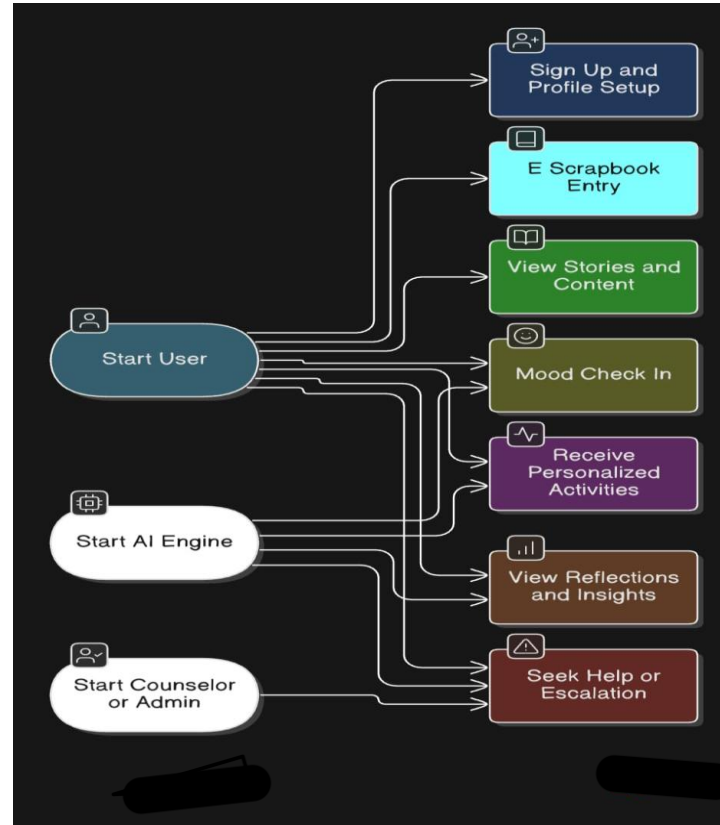 Sign Up and
Profile Setup
E Scrapbook
Entry
View Stories and
Content
Start User
Mood Check In
Receive
Personalized
Activities
Start AI Engine
View Reflections
and Insights
Start Counselor
or Admin
Seek Help or
Escalation